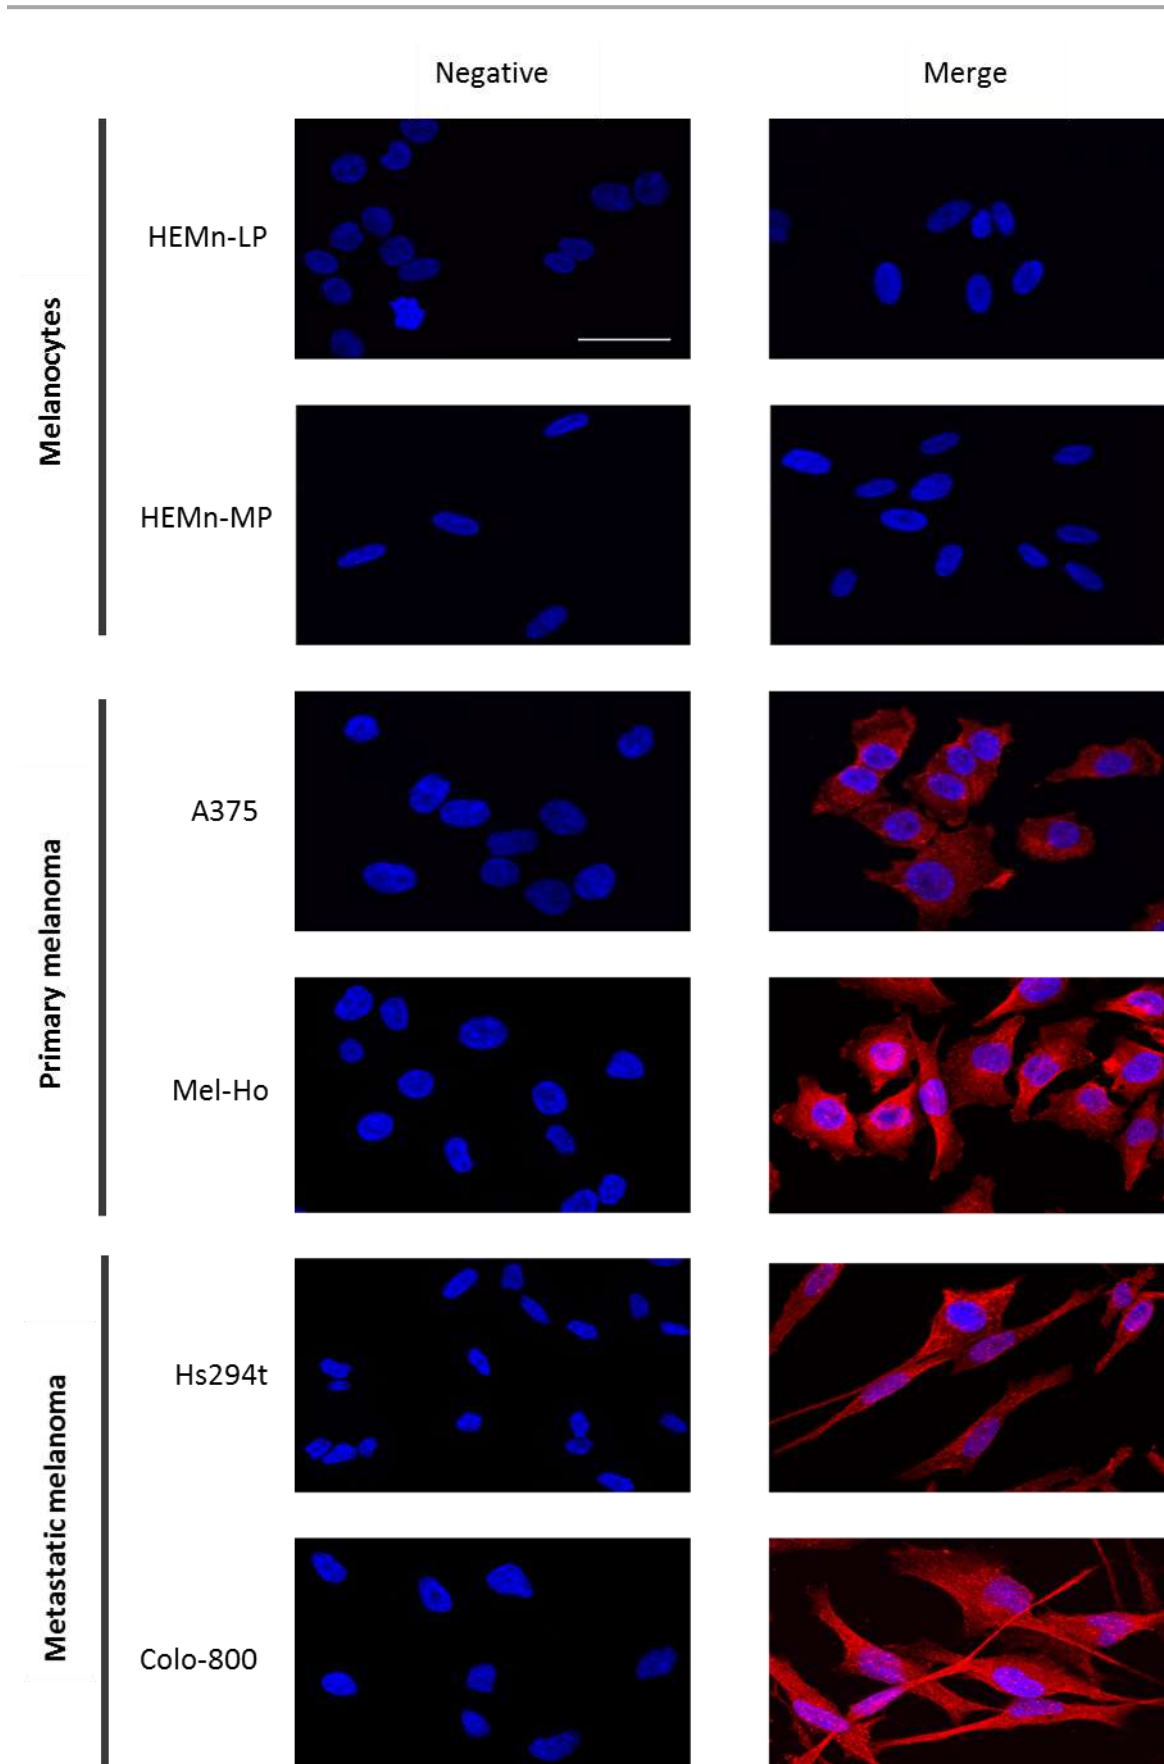 Negative
Merge
Melanocytes
HEMn-LP
HEMn-MP
Primary melanoma
A375
Mel-Ho
Metastatic melanoma
Hs294t
Colo-800